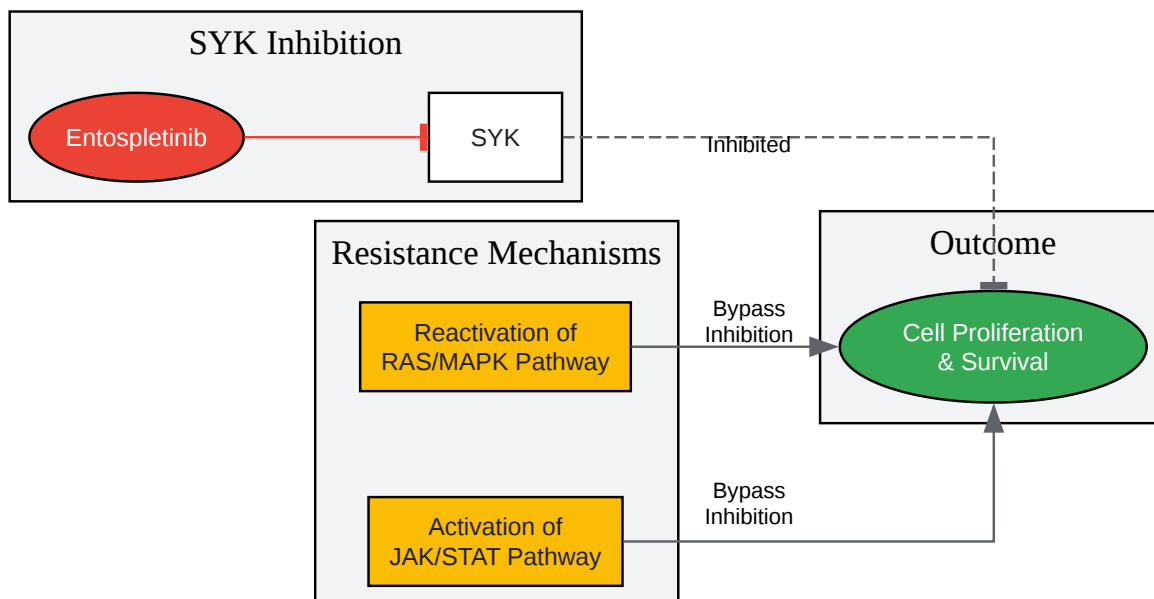 SYK Inhibition
Entospletinib
SYK
Inhibited
Resistance Mechanisms
Outcome
Reactivation of
RAS/MAPK Pathway
Bypass
Inhibition
Cell Proliferation
& Survival
Activation of
JAK/STAT Pathway
Bypass
Inhibition